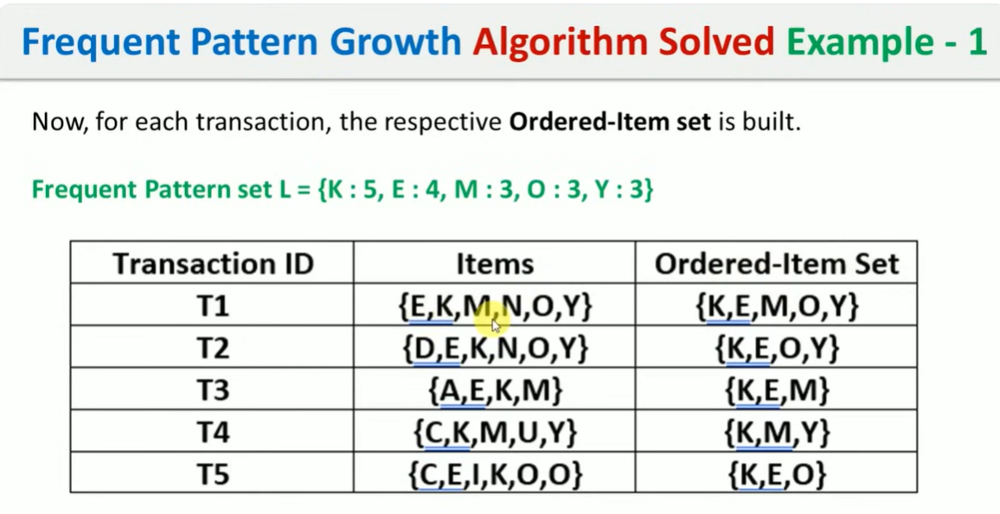 Frequent Pattern Growth Algorithm Solved Example - 1
Now, for each transaction, the respective Ordered-Item set is built.
Frequent Pattern set L = {K : 5, E : 4, M : 3, O : 3, Y : 3}
Transaction ID Items Ordered-Item Set
T1 {E,K,M,N,O,Y} {K,E,M,O,Y}
T2 {D,E,K,N,O,Y} {K,E,O,Y}
T3 {A,E,K,M} {K,E,M}
T4 {C,K,M,U,Y} {K,M,Y}
T5 {C,E,I,K,O,O} {K,E,O}